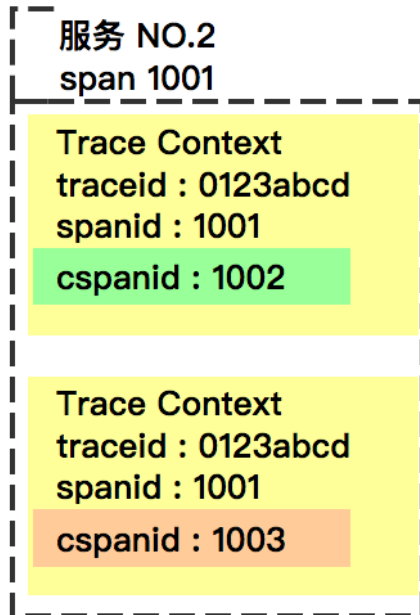 服务 NO.2
span 1001
Trace Context
traceid : 0123abcd
spanid : 1001
cspanid : 1002
Trace Context
traceid : 0123abcd
spanid : 1001
cspanid : 1003